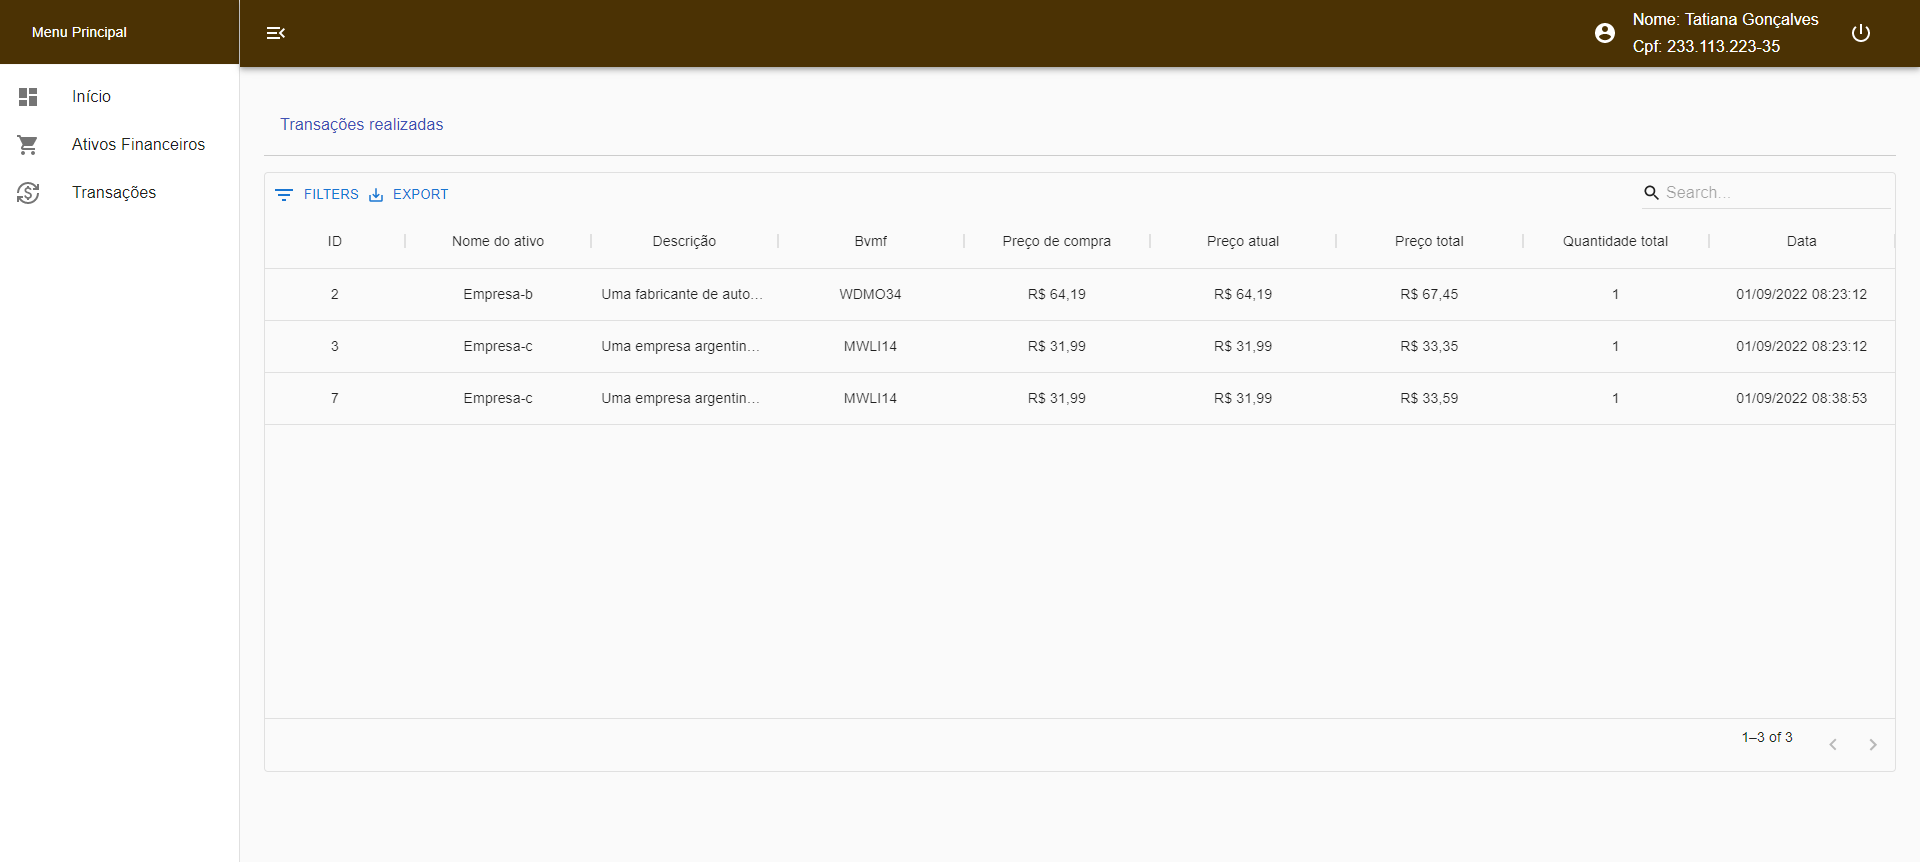 Menu Principal
Nome: Tatiana Gonçalves
Cpf: 233.113.223-35
Início
Ativos Financeiros
Transações
Transações realizadas
FILTERS EXPORT Search...
ID Nome do ativo Descrição Bvmf Preço de compra Preço atual Preço total Quantidade total Data
2 Empresa-b Uma fabricante de auto... WDMO34 R$ 64,19 R$ 64,19 R$ 67,45 1 01/09/2022 08:23:12
3 Empresa-c Uma empresa argentin... MWLI14 R$ 31,99 R$ 31,99 R$ 33,35 1 01/09/2022 08:23:12
7 Empresa-c Uma empresa argentin... MWLI14 R$ 31,99 R$ 31,99 R$ 33,59 1 01/09/2022 08:38:53
1–3 of 3